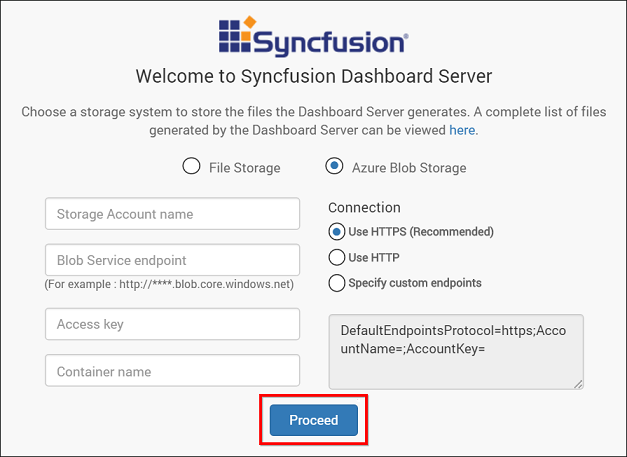 Syncfusion®
Welcome to Syncfusion Dashboard Server
Choose a storage system to store the files the Dashboard Server generates. A complete list of files
generated by the Dashboard Server can be viewed here.
File Storage
Azure Blob Storage
Storage Account name
Blob Service endpoint
(For example : http://****.blob.core.windows.net)
Access key
Container name
Connection
Use HTTPS (Recommended)
Use HTTP
Specify custom endpoints
DefaultEndpointsProtocol=https;Acco
untName=;AccountKey=
Proceed